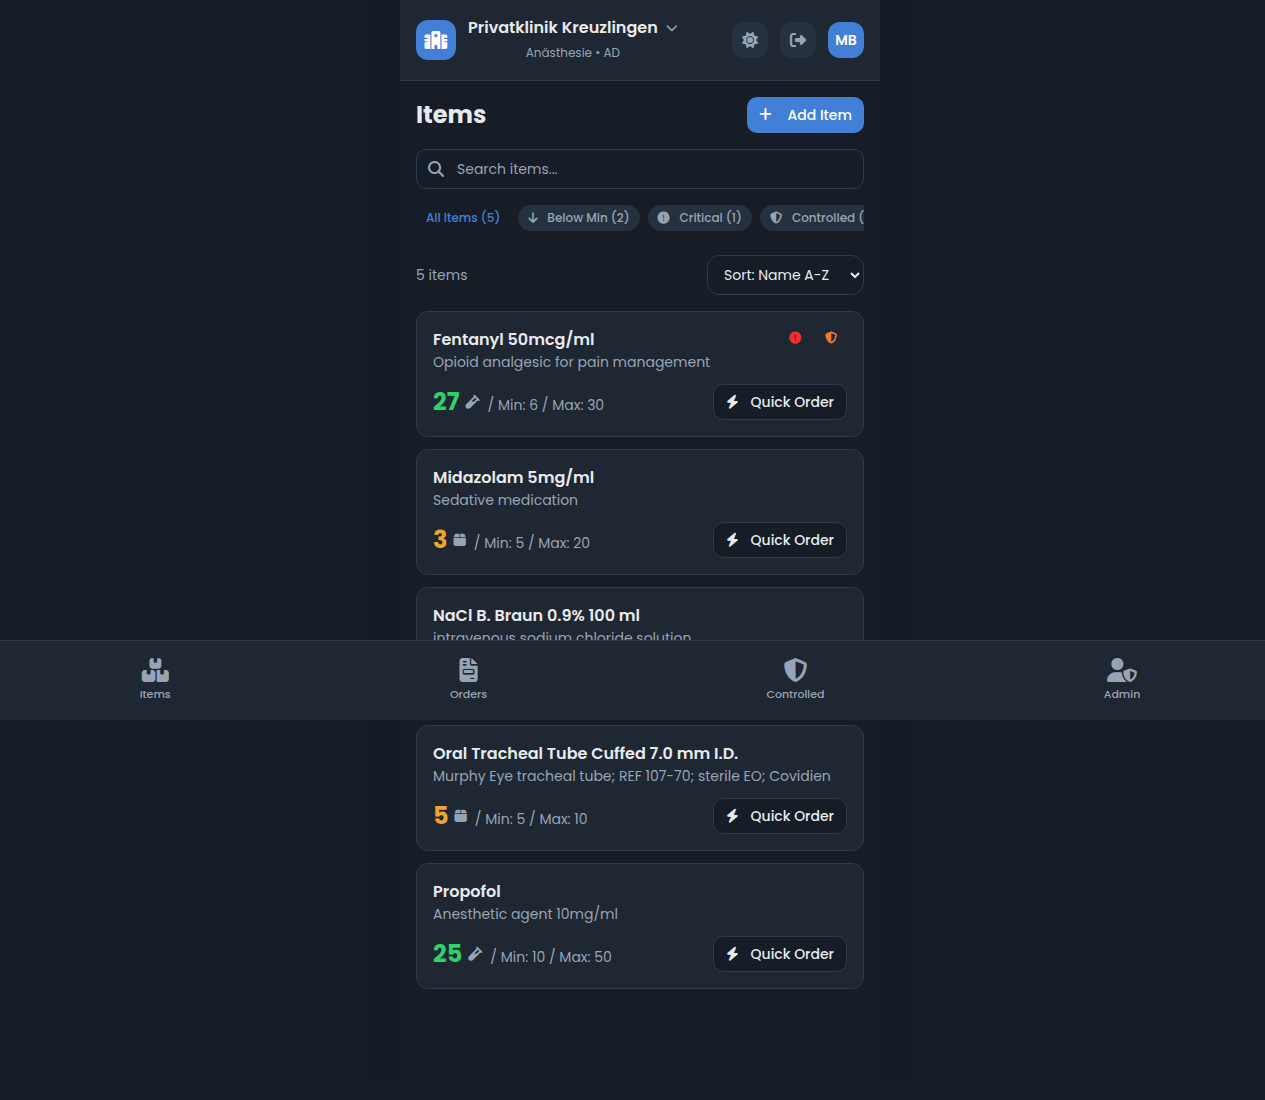 Privatklinik Kreuzlingen
Anästhesie • AD
MB
Items
+ Add Item
Search items...
All Items (5)
Below Min (2)
Critical (1)
Controlled (
5 items
Sort: Name A-Z
Fentanyl 50mcg/ml
Opioid analgesic for pain management
27 / Min: 6 / Max: 30
Quick Order
Midazolam 5mg/ml
Sedative medication
3 / Min: 5 / Max: 20
Quick Order
NaCl B. Braun 0.9% 100 ml
intravenous sodium chloride solution
Items
Orders
Controlled
Admin
Oral Tracheal Tube Cuffed 7.0 mm I.D.
Murphy Eye tracheal tube; REF 107-70; sterile EO; Covidien
5 / Min: 5 / Max: 10
Quick Order
Propofol
Anesthetic agent 10mg/ml
25 / Min: 10 / Max: 50
Quick Order